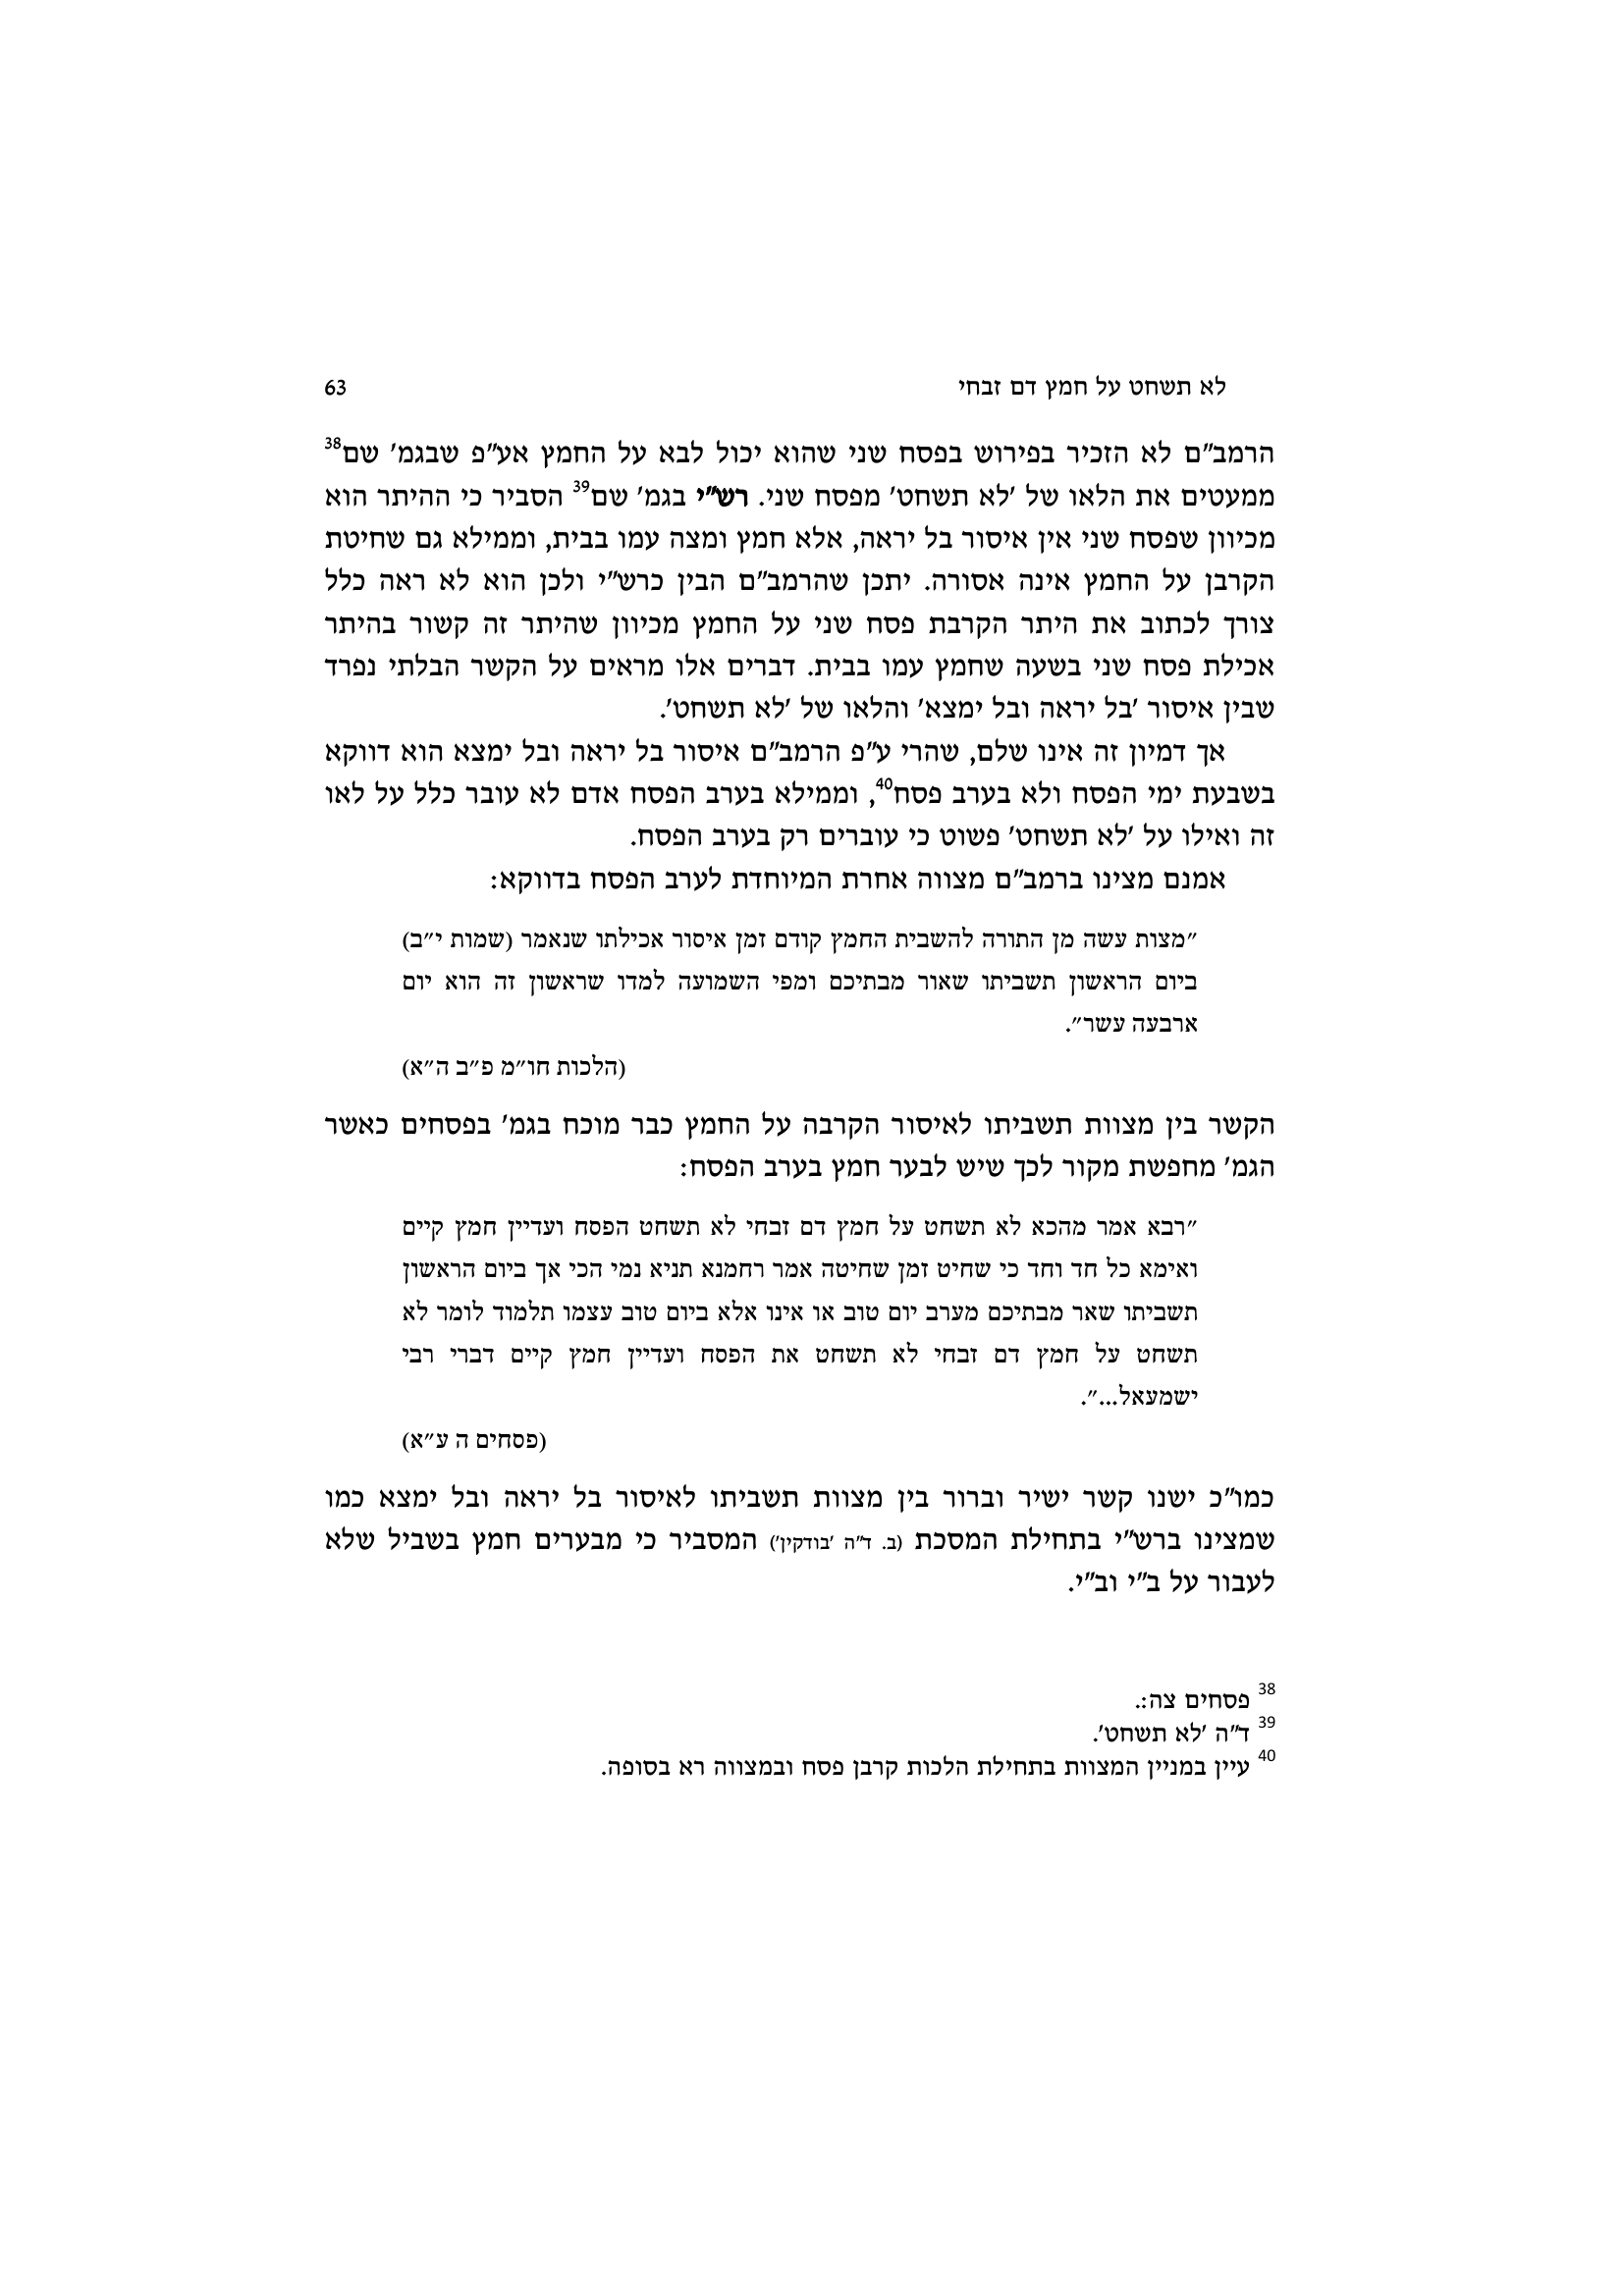 לא תשחט על חמץ דם זבחי 63
הרמב"ם לא הזכיר בפירוש בפסח שני שהוא יכול לבא על החמץ אע"פ שבגמ' שם38
ממעטים את הלאו של 'לא תשחט' מפסח שני. רש"י בגמ' שם39 הסביר כי ההיתר הוא
מכיוון שפסח שני אין איסור בל יראה, אלא חמץ ומצה עמו בבית, וממילא גם שחיטת
הקרבן על החמץ אינה אסורה. יתכן שהרמב"ם הבין כרש"י ולכן הוא לא ראה כלל
צורך לכתוב את היתר הקרבת פסח שני על החמץ מכיוון שהיתר זה קשור בהיתר
אכילת פסח שני בשעה שחמץ עמו בבית. דברים אלו מראים על הקשר הבלתי נפרד
שבין איסור 'בל יראה ובל ימצא' והלאו של 'לא תשחט'.
אך דמיון זה אינו שלם, שהרי ע"פ הרמב"ם איסור בל יראה ובל ימצא הוא דווקא
בשבעת ימי הפסח ולא בערב פסח40, וממילא בערב הפסח אדם לא עובר כלל על לאו
זה ואילו על 'לא תשחט' פשוט כי עוברים רק בערב הפסח.
אמנם מצינו ברמב"ם מצווה אחרת המיוחדת לערב הפסח בדווקא:
"מצות עשה מן התורה להשבית החמץ קודם זמן איסור אכילתו שנאמר (שמות י"ב)
ביום הראשון תשביתו שאור מבתיכם ומפי השמועה למדו שראשון זה הוא יום
ארבעה עשר".
(הלכות חו"מ פ"ב ה"א)
הקשר בין מצוות תשביתו לאיסור הקרבה על החמץ כבר מוכח בגמ' בפסחים כאשר
הגמ' מחפשת מקור לכך שיש לבער חמץ בערב הפסח:
"רבא אמר מהכא לא תשחט על חמץ דם זבחי לא תשחט הפסח ועדיין חמץ קיים
ואימא כל חד וחד כי שחיט זמן שחיטה אמר רחמנא תניא נמי הכי אך ביום הראשון
תשביתו שאר מבתיכם מערב יום טוב או אינו אלא ביום טוב עצמו תלמוד לומר לא
תשחט על חמץ דם זבחי לא תשחט את הפסח ועדיין חמץ קיים דברי רבי
ישמעאל...".
(פסחים ה ע"א)
כמו"כ ישנו קשר ישיר וברור בין מצוות תשביתו לאיסור בל יראה ובל ימצא כמו
שמצינו ברש"י בתחילת המסכת (ב. ד"ה 'בודקין') המסביר כי מבערים חמץ בשביל שלא
לעבור על ב"י וב"י.
38 פסחים צה:.
39 ד"ה 'לא תשחט'.
40 עיין במניין המצוות בתחילת הלכות קרבן פסח ובמצווה רא בסופה.